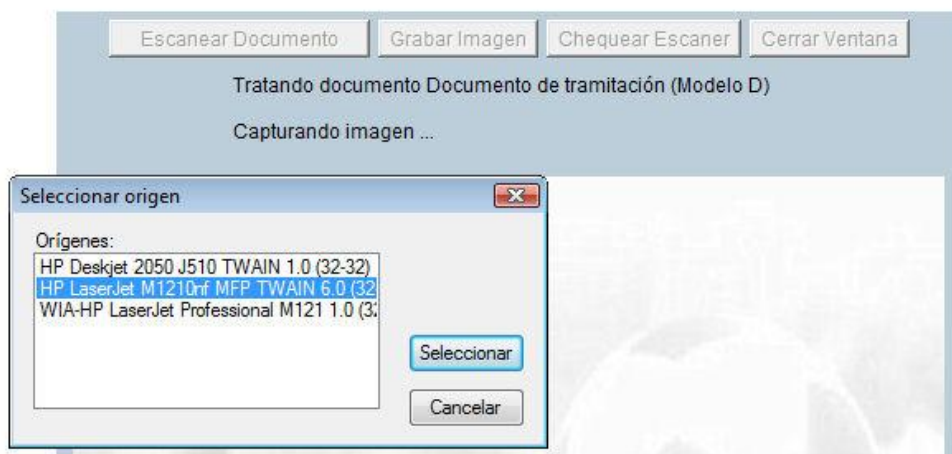 Escanear Documento Grabar Imagen Chequear Escaner Cerrar Ventana
Tratando documento Documento de tramitación (Modelo D)
Capturando imagen ...
Seleccionar origen
Orígenes:
HP Deskjet 2050 J510 TWAIN 1.0 (32-32)
HP LaserJet M1210nf MFP TWAIN 6.0 (32
WIA-HP LaserJet Professional M121 1.0 (32
Seleccionar
Cancelar